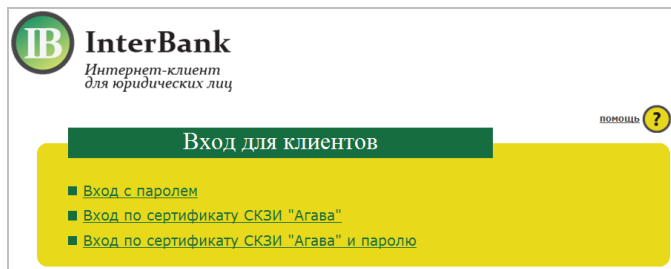 IB
InterBank
Интернет-клиент
для юридических лиц
помощь ?
Вход для клиентов
Вход с паролем
Вход по сертификату СКЗИ "Агава"
Вход по сертификату СКЗИ "Агава" и паролю